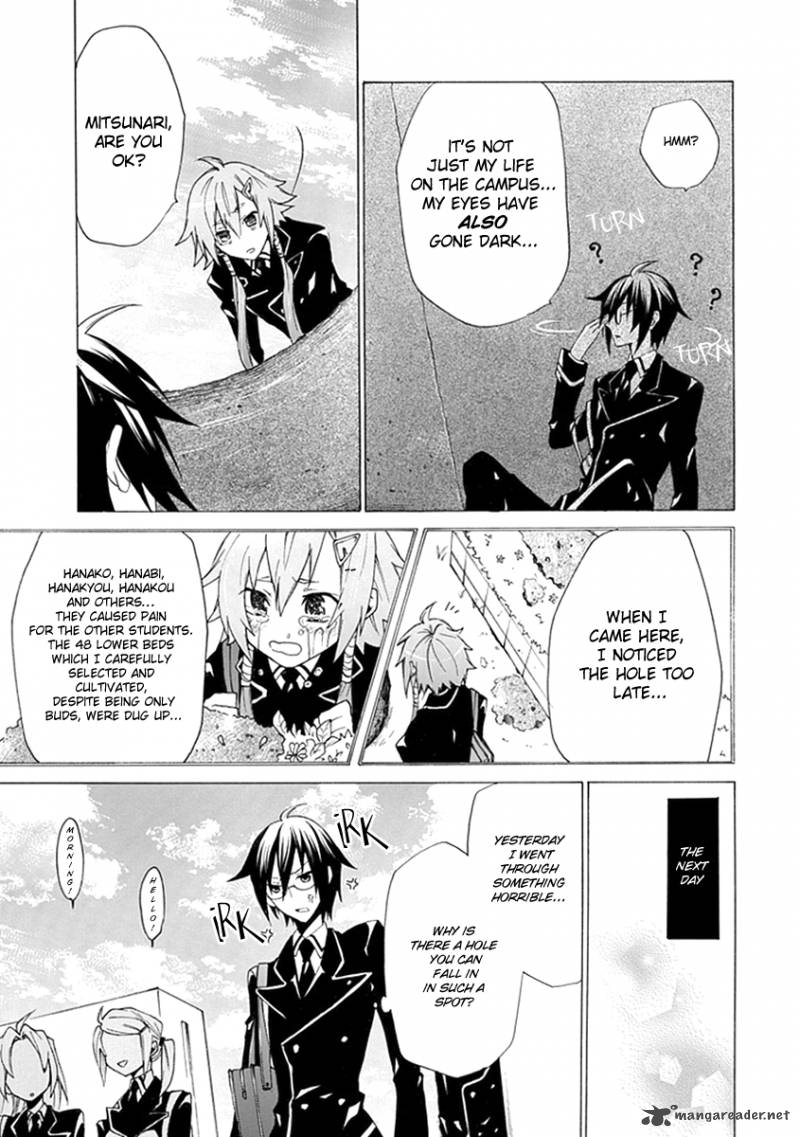 HMM?
IT'S NOT
JUST MY LIFE
ON THE CAMPUS...
MY EYES HAVE
ALSO
GONE DARK...
TURN
?
?
?
TURN
MITSUNARI,
ARE YOU
OK?
WHEN I
CAME HERE,
I NOTICED
THE HOLE TOO
LATE...
HANAKO, HANABI,
HANAKYOU, HANAKOU
AND OTHERS...
THEY CAUSED PAIN
FOR THE OTHER STUDENTS.
THE 48 LOWER BEDS
WHICH I CAREFULLY
SELECTED AND
CULTIVATED,
DESPITE BEING ONLY
BUDS, WERE DUG UP...
THE
NEXT
DAY
YESTERDAY
I WENT
THROUGH
SOMETHING
HORRIBLE...
WHY IS
THERE A HOLE
YOU CAN
FALL IN
IN SUCH A
SPOT?
IRK
IRK
HELLO!
MORNING!
mangareader.net